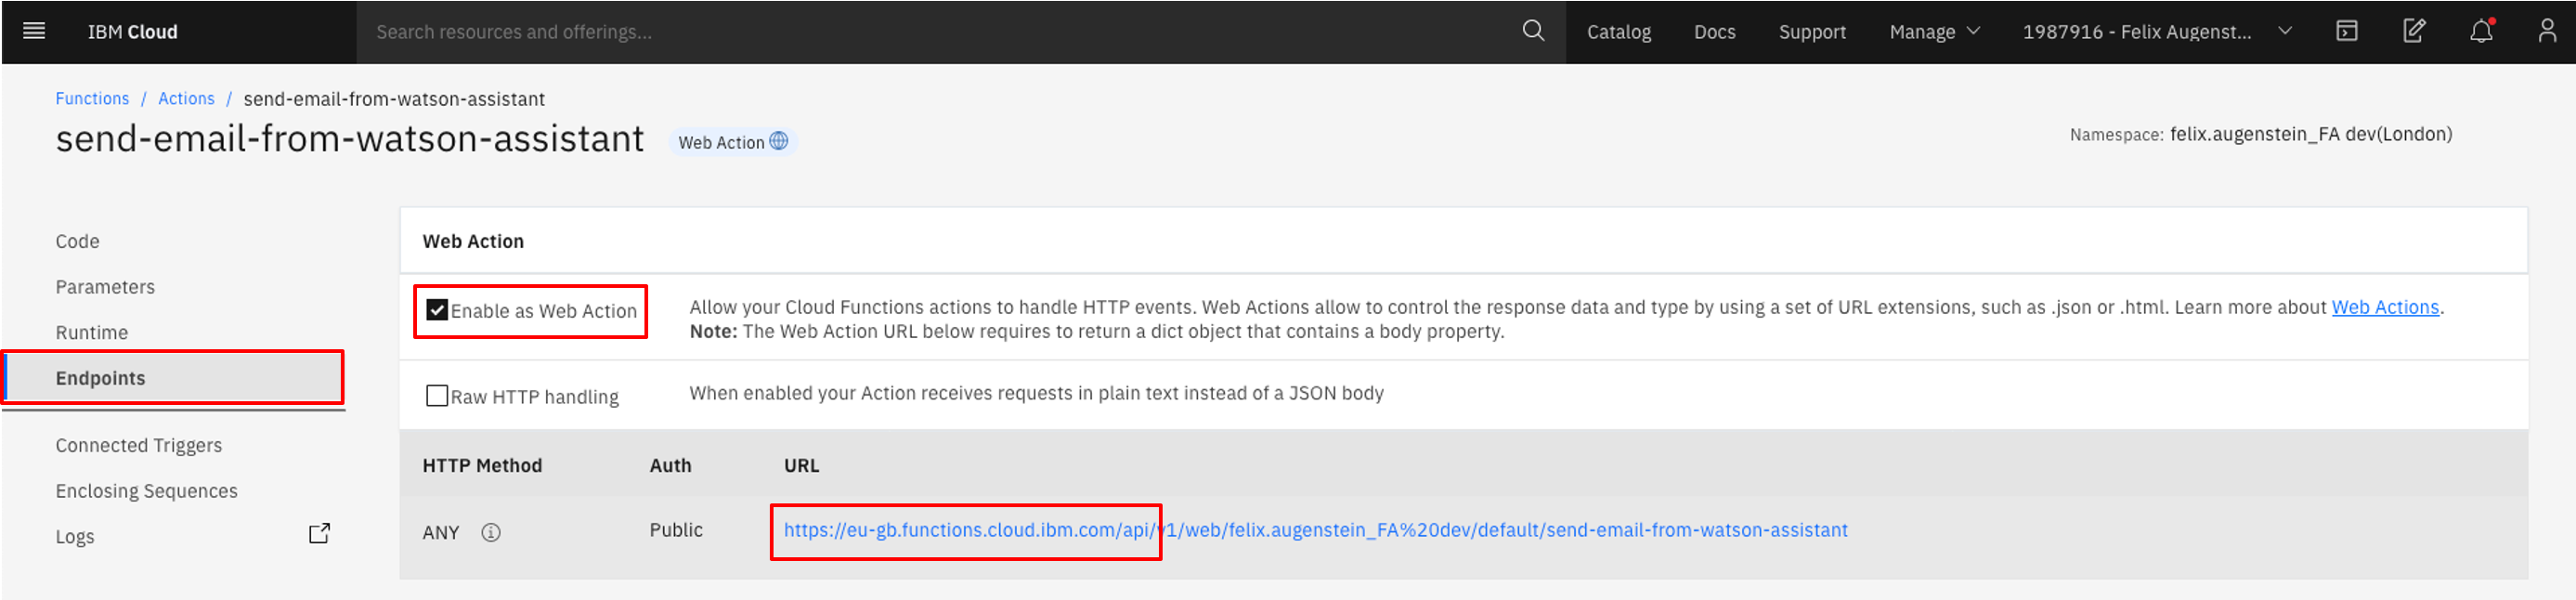 IBM Cloud
Search resources and offerings...
Catalog
Docs
Support
Manage
1987916 - Felix Augenst...
Functions / Actions / send-email-from-watson-assistant
send-email-from-watson-assistant
Web Action
Namespace: felix.augenstein_FA dev(London)
Code
Parameters
Runtime
Endpoints
Connected Triggers
Enclosing Sequences
Logs
Web Action
Enable as Web Action
Allow your Cloud Functions actions to handle HTTP events. Web Actions allow to control the response data and type by using a set of URL extensions, such as .json or .html. Learn more about Web Actions.
Note: The Web Action URL below requires to return a dict object that contains a body property.
Raw HTTP handling
When enabled your Action receives requests in plain text instead of a JSON body
HTTP Method
Auth
URL
ANY
Public
https://eu-gb.functions.cloud.ibm.com/api/v1/web/felix.augenstein_FA%20dev/default/send-email-from-watson-assistant